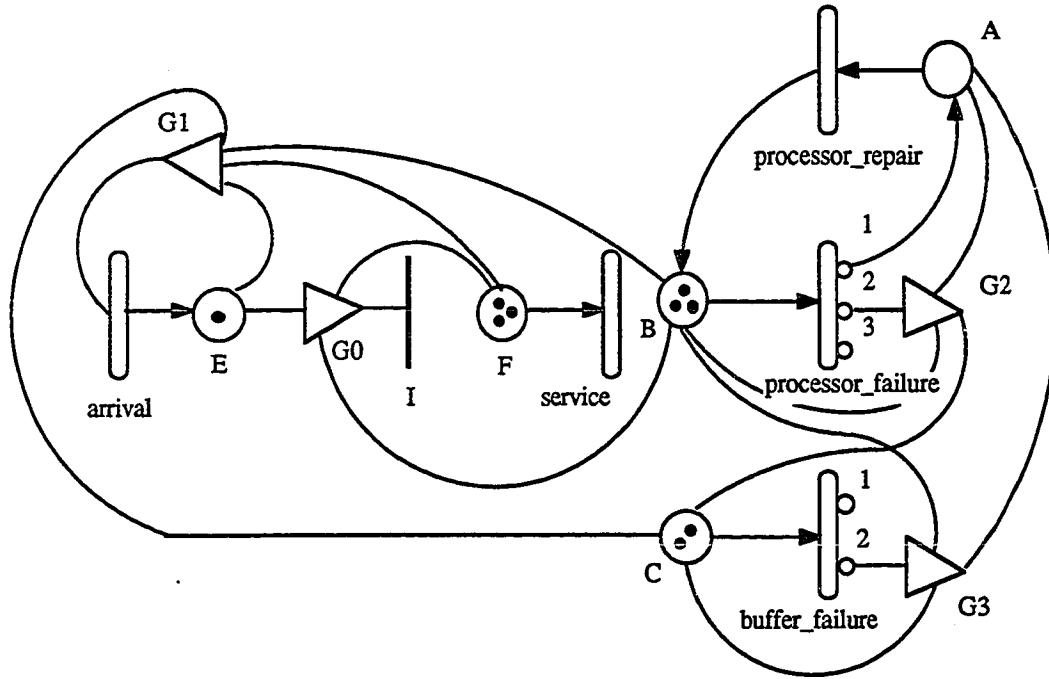 A
G1
processor_repair
1
2
G2
3
B
E
G0
I
F
service
arrival
processor_failure
1
2
C
G3
buffer_failure